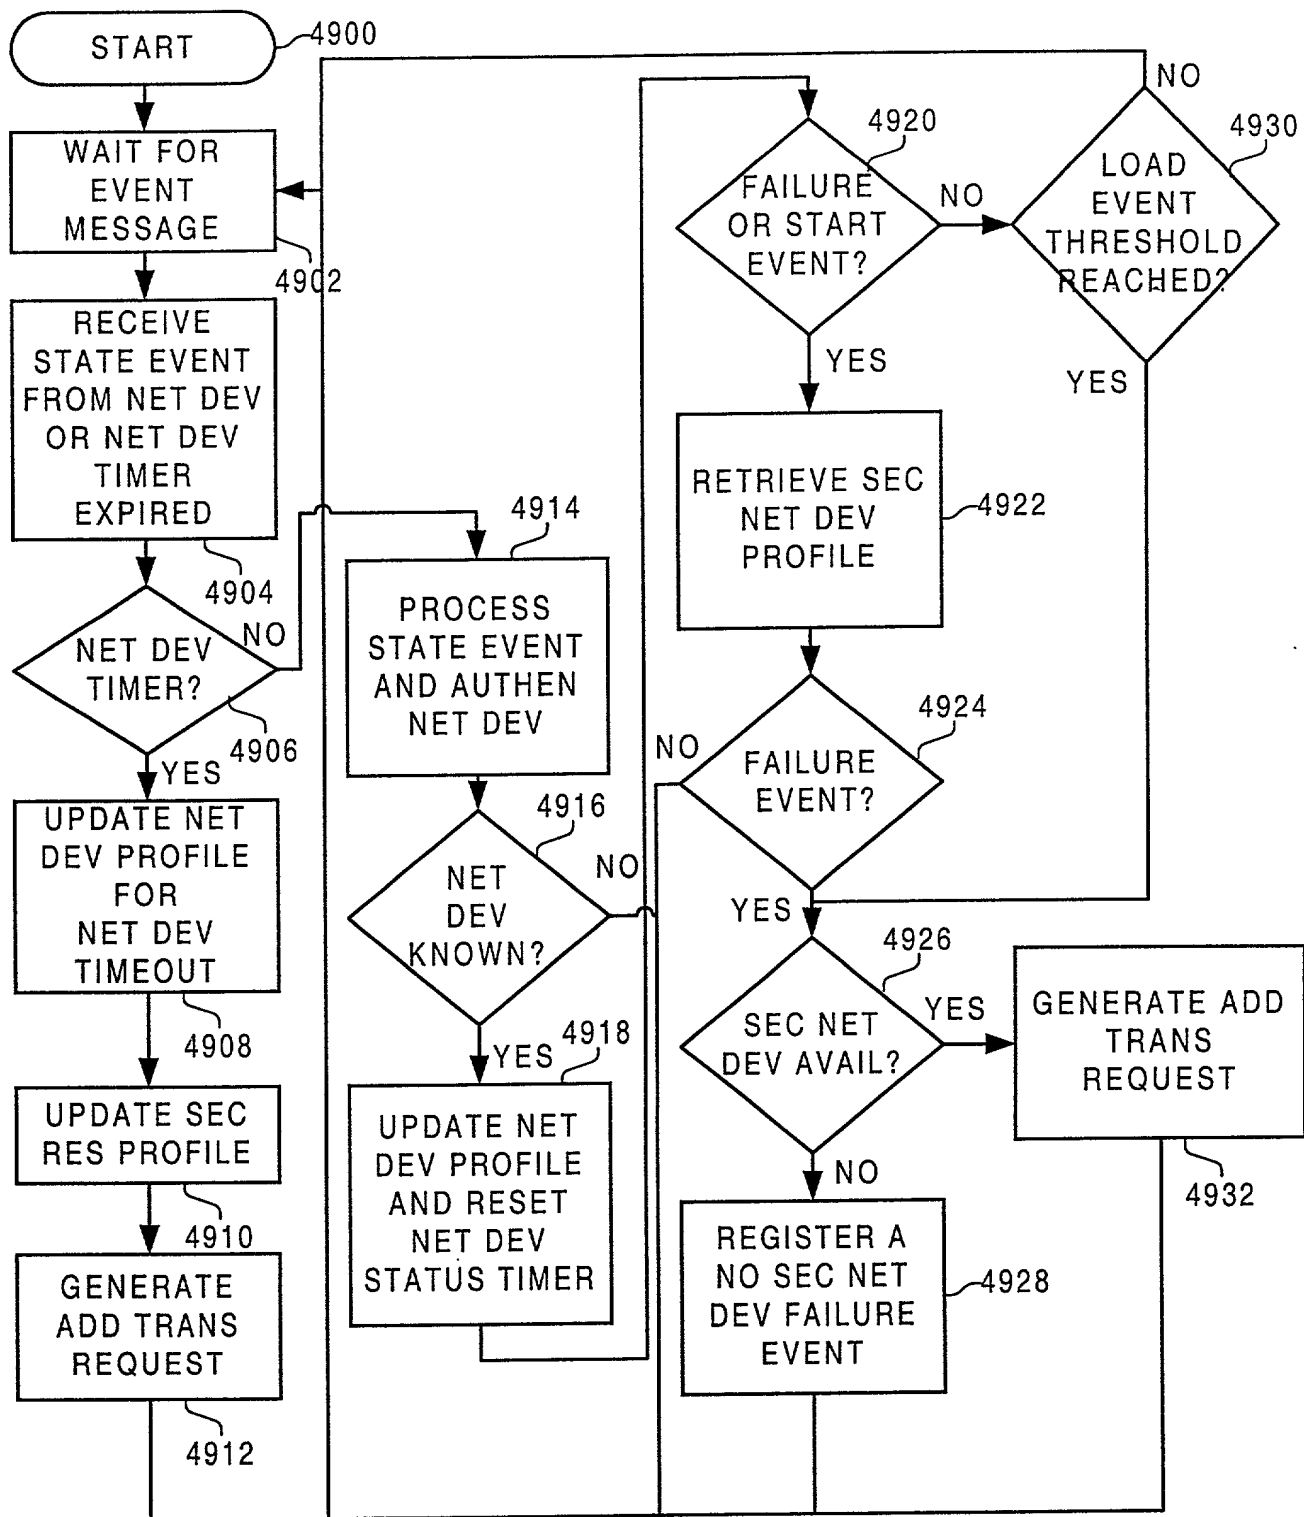 START
4900
WAIT FOR
EVENT
MESSAGE
4902
RECEIVE
STATE EVENT
FROM NET DEV
OR NET DEV
TIMER
EXPIRED
4904
NET DEV
TIMER?
NO
4906
YES
UPDATE NET
DEV PROFILE
FOR
NET DEV
TIMEOUT
4908
UPDATE SEC
RES PROFILE
4910
GENERATE
ADD TRANS
REQUEST
4912
4914
PROCESS
STATE EVENT
AND AUTHEN
NET DEV
4916
NET
DEV
KNOWN?
NO
YES
4918
UPDATE NET
DEV PROFILE
AND RESET
NET DEV
STATUS TIMER
4920
FAILURE
OR START
EVENT?
NO
YES
RETRIEVE SEC
NET DEV
PROFILE
4922
4924
FAILURE
EVENT?
NO
YES
4926
SEC NET
DEV AVAIL?
YES
NO
REGISTER A
NO SEC NET
DEV FAILURE
EVENT
4928
NO
4930
LOAD
EVENT
THRESHOLD
REACHED?
YES
GENERATE ADD
TRANS
REQUEST
4932